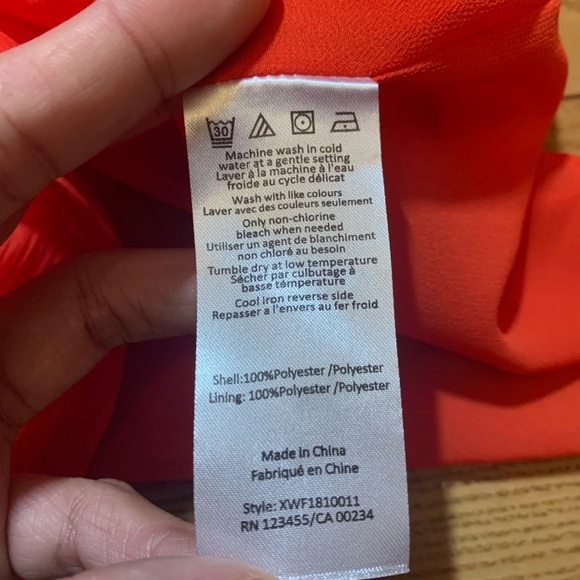 30
Machine wash in cold
water at a gentle setting
Laver à la machine à l'eau
froide au cycle délicat
Wash with like colours
Laver avec des couleurs seulement
Only non-chlorine
bleach when needed
Utiliser un agent de blanchiment
non chloré au besoin
Tumble dry at low temperature
Sécher par culbutage à
basse température
Cool iron reverse side
Repasser a l'envers au fer froid
Shell:100%Polyester /Polyester
Lining: 100%Polyester /Polyester
Made in China
Fabriqué en Chine
Style: XWF1810011
RN 123455/CA 00234